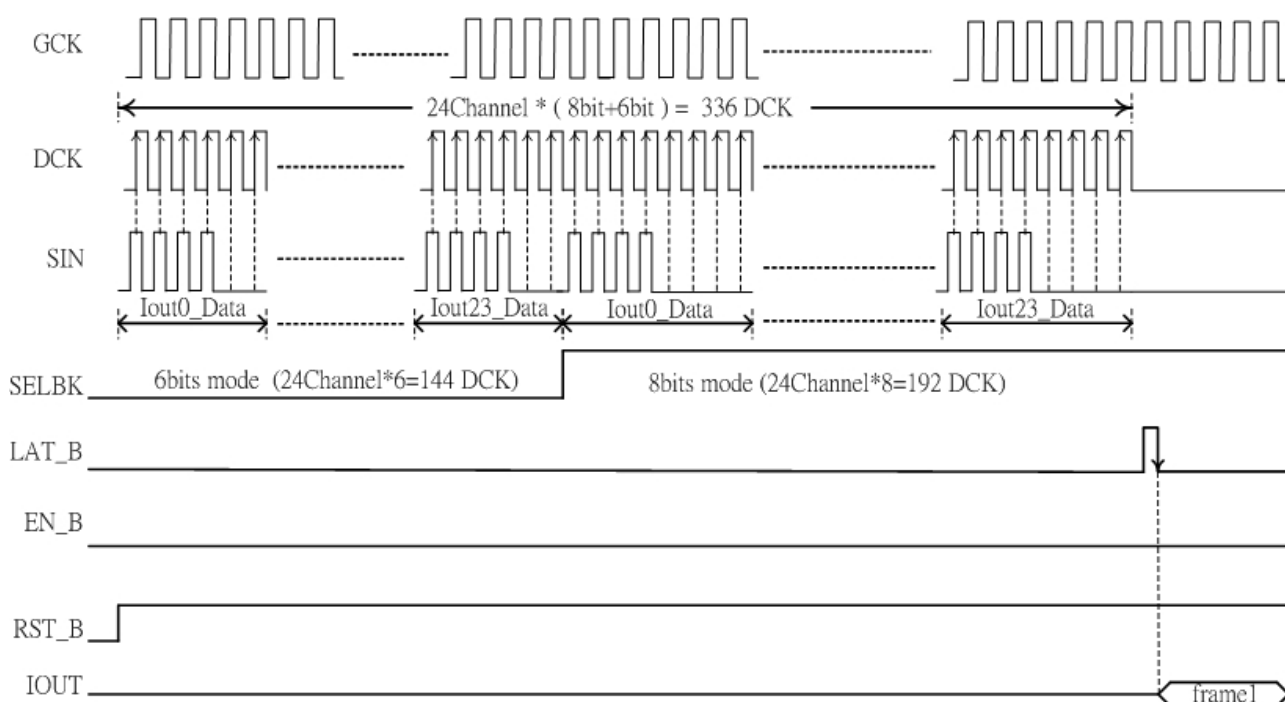 GCK
24Channel * ( 8bit+6bit ) = 336 DCK
DCK
SIN
Iout0_Data
Iout23_Data
Iout0_Data
Iout23_Data
SELBK
6bits mode (24Channel*6=144 DCK)
8bits mode (24Channel*8=192 DCK)
LAT_B
EN_B
RST_B
IOUT
frame1